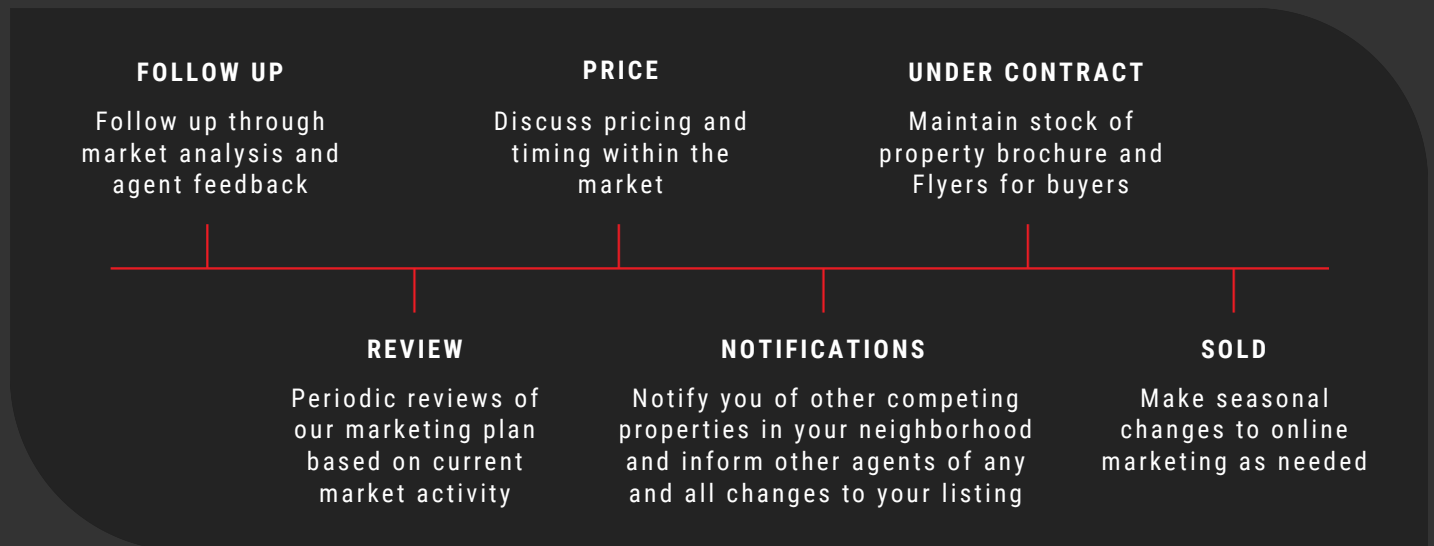 FOLLOW UP
Follow up through
market analysis and
agent feedback
PRICE
Discuss pricing and
timing within the
market
UNDER CONTRACT
Maintain stock of
property brochure and
Flyers for buyers
REVIEW
Periodic reviews of
our marketing plan
based on current
market activity
NOTIFICATIONS
Notify you of other competing
properties in your neighborhood
and inform other agents of any
and all changes to your listing
SOLD
Make seasonal
changes to online
marketing as needed